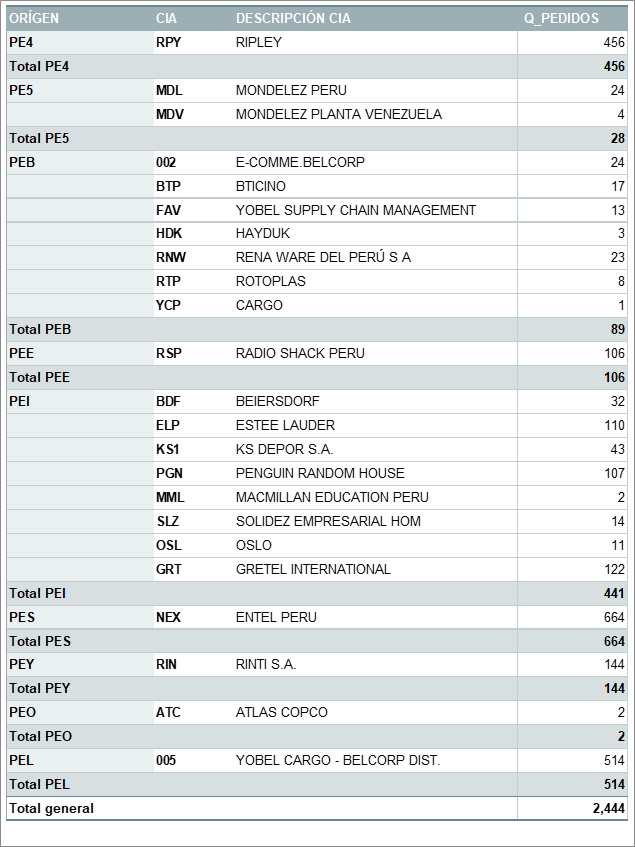 ORÍGEN CIA DESCRIPCIÓN CIA Q_PEDIDOS
PE4 RPY RIPLEY 456
Total PE4 456
PE5 MDL MONDELEZ PERU 24
MDV MONDELEZ PLANTA VENEZUELA 4
Total PE5 28
PEB 002 E-COMME.BELCORP 24
BTP BTICINO 17
FAV YOBEL SUPPLY CHAIN MANAGEMENT 13
HDK HAYDUK 3
RNW RENA WARE DEL PERÚ S A 23
RTP ROTOPLAS 8
YCP CARGO 1
Total PEB 89
PEE RSP RADIO SHACK PERU 106
Total PEE 106
PEI BDF BEIERSDORF 32
ELP ESTEE LAUDER 110
KS1 KS DEPOR S.A. 43
PGN PENGUIN RANDOM HOUSE 107
MML MACMILLAN EDUCATION PERU 2
SLZ SOLIDEZ EMPRESARIAL HOM 14
OSL OSLO 11
GRT GRETEL INTERNATIONAL 122
Total PEI 441
PES NEX ENTEL PERU 664
Total PES 664
PEY RIN RINTI S.A. 144
Total PEY 144
PEO ATC ATLAS COPCO 2
Total PEO 2
PEL 005 YOBEL CARGO - BELCORP DIST. 514
Total PEL 514
Total general 2,444